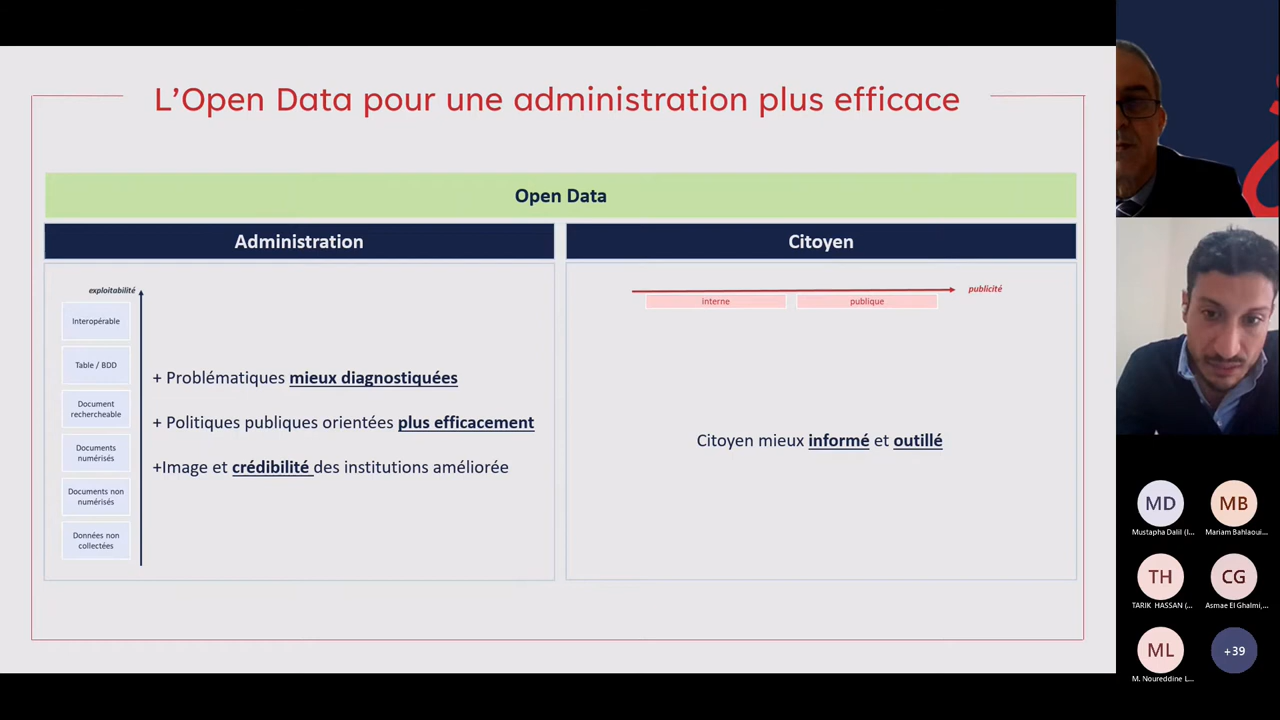 L’Open Data pour une administration plus efficace
Open Data
Administration
Citoyen
exploitabilité
Interopérable
Table / BDD
Document
rechercheable
Documents
numérisés
Documents non
numérisés
Données non
collectées
+ Problématiques mieux diagnostiquées
+ Politiques publiques orientées plus efficacement
+Image et crédibilité des institutions améliorée
publicité
interne
publique
Citoyen mieux informé et outillé
MD
Mustapha Dalil (I...
MB
Mariam Bahlaoui...
TH
TARIK HASSAN (...
CG
Asmae El Ghalmi,...
ML
M. Noureddine L...
+39